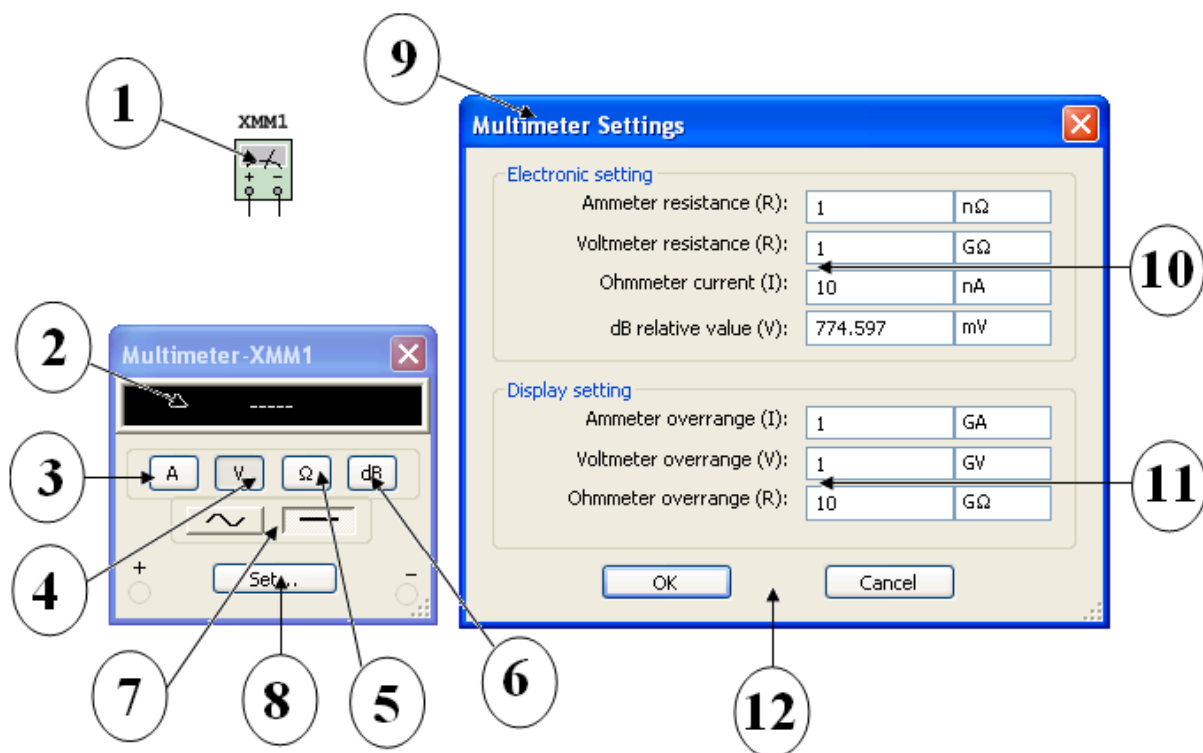 9
1
XMM1
+ −
Multimeter Settings
Electronic setting
Ammeter resistance (R): 1 nΩ
Voltmeter resistance (R): 1 GΩ
10
Ohmmeter current (I): 10 nA
dB relative value (V): 774.597 mV
2
Multimeter-XMM1
-----
Display setting
Ammeter overrange (I): 1 GA
Voltmeter overrange (V): 1 GV
11
Ohmmeter overrange (R): 10 GΩ
3
A V Ω dB
4
+ −
Set...
OK Cancel
7
8
5
6
12